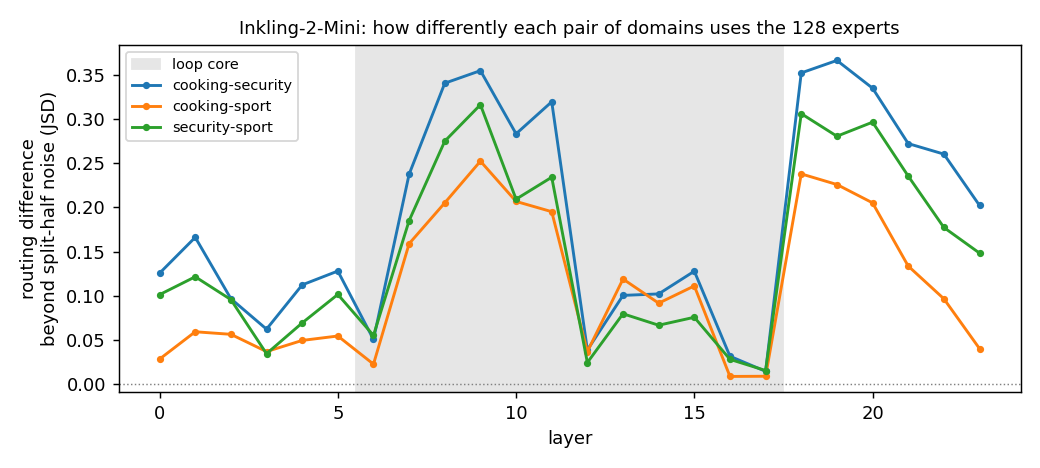 Inkling-2-Mini: how differently each pair of domains uses the 128 experts
loop core
cooking-security
cooking-sport
security-sport
routing difference
beyond split-half noise (JSD)
0.35
0.30
0.25
0.20
0.15
0.10
0.05
0.00
0
5
10
15
20
layer